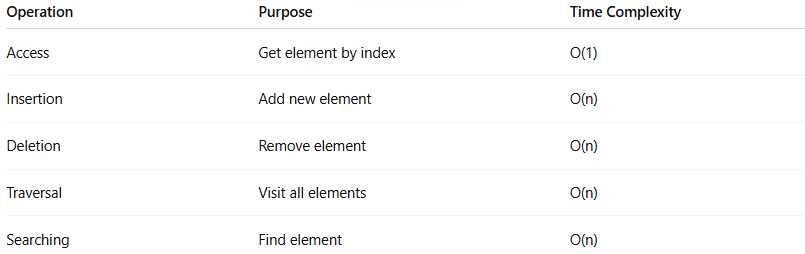 Operation Purpose Time Complexity
Access Get element by index O(1)
Insertion Add new element O(n)
Deletion Remove element O(n)
Traversal Visit all elements O(n)
Searching Find element O(n)